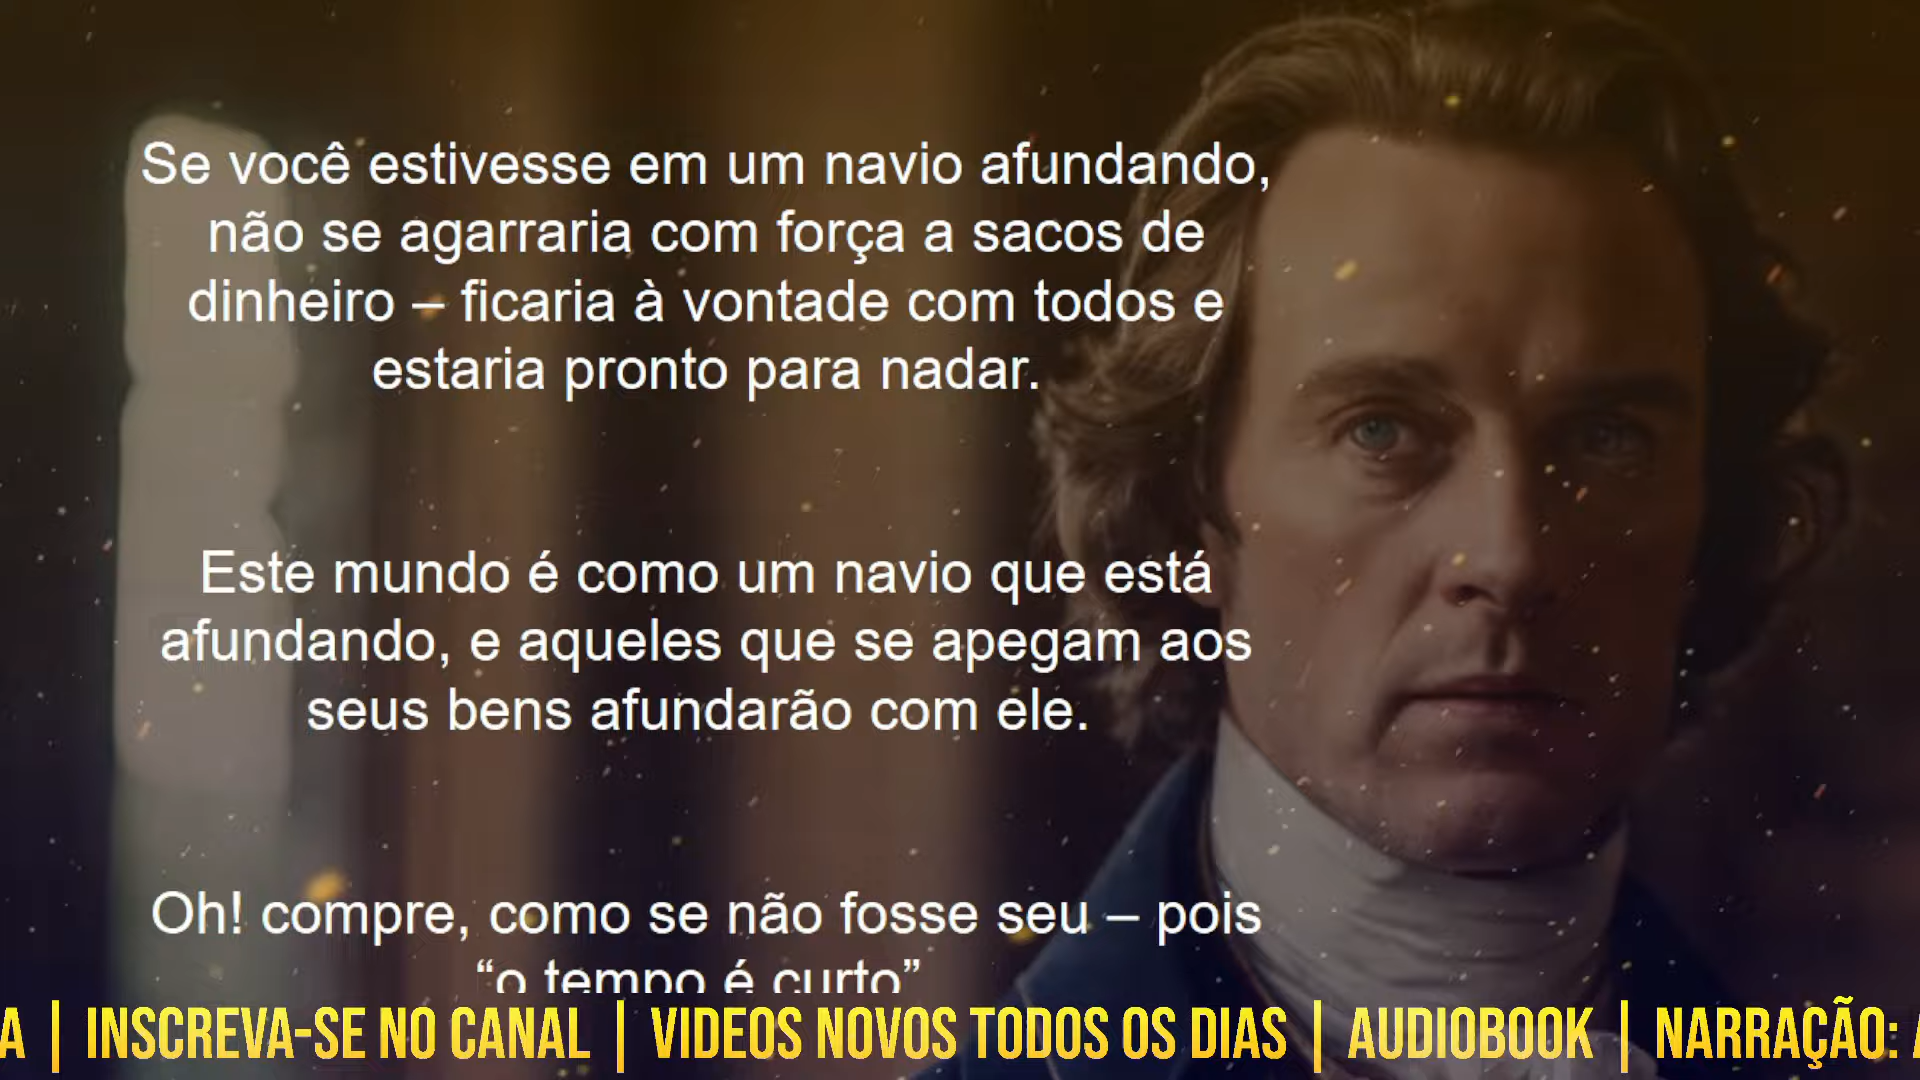 Se você estivesse em um navio afundando,
não se agarraria com força a sacos de
dinheiro – ficaria à vontade com todos e
estaria pronto para nadar.
Este mundo é como um navio que está
afundando, e aqueles que se apegam aos
seus bens afundarão com ele.
Oh! compre, como se não fosse seu – pois
“o tempo é curto”
A | INSCREVA-SE NO CANAL | VIDEOS NOVOS TODOS OS DIAS | AUDIOBOOK | NARRAÇÃO: